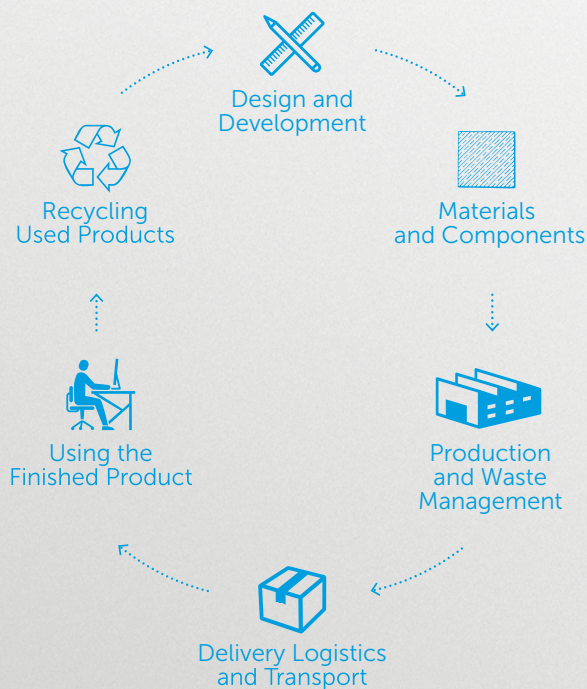 Design and
Development
Materials
and Components
Production
and Waste
Management
Delivery Logistics
and Transport
Using the
Finished Product
Recycling
Used Products